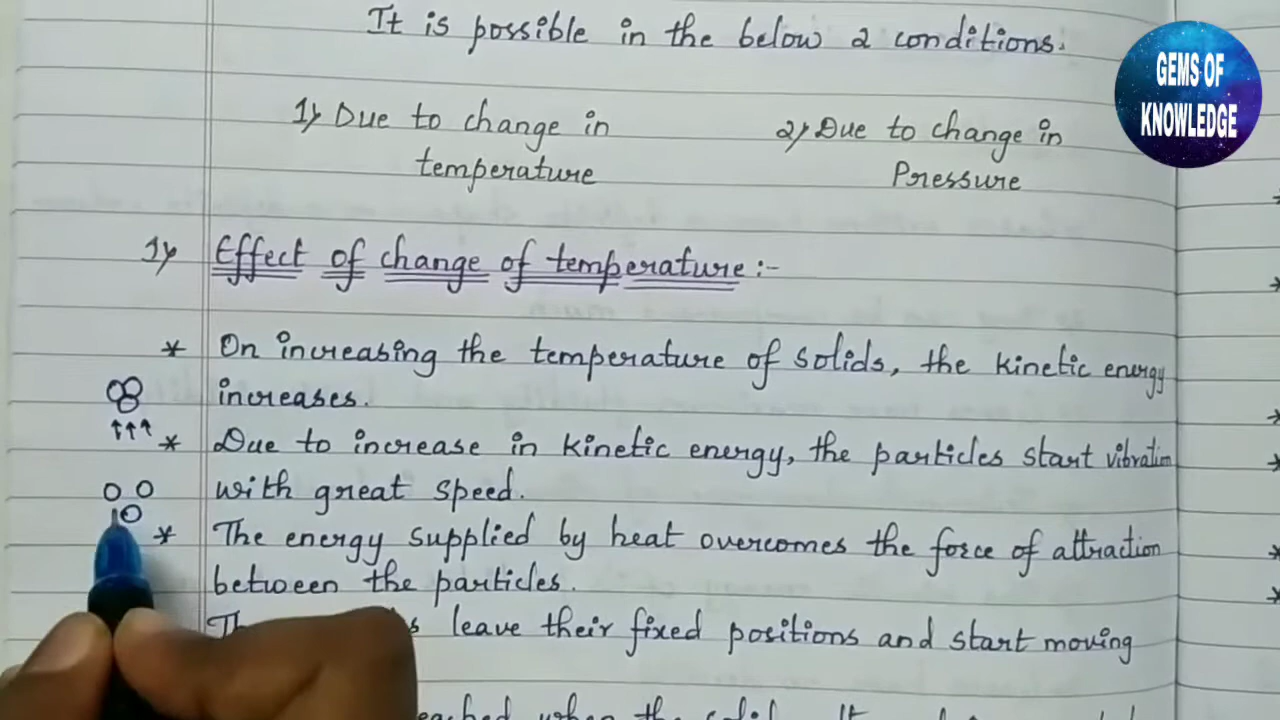 It is possible in the below 2 conditions.
GEMS OF
KNOWLEDGE
1) Due to change in
temperature
2) Due to change in
Pressure
1) Effect of change of temperature :-
* On increasing the temperature of solids, the kinetic energy
increases.
* Due to increase in kinetic energy, the particles start vibration
with great speed.
* The energy supplied by heat overcomes the force of attraction
between the particles.
leave their fixed positions and start moving
when the